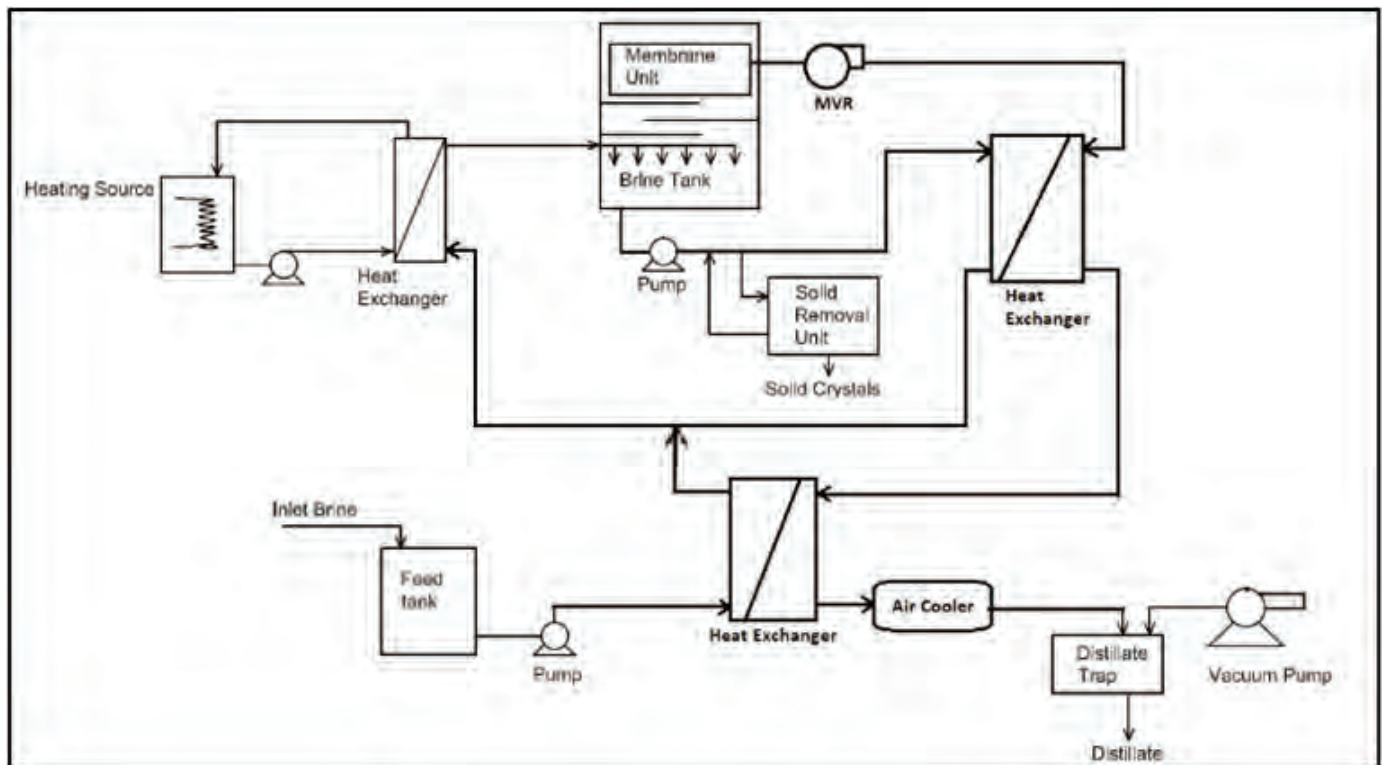 Membrane
Unit
MVR
Heating Source
Brine Tank
Heat
Exchanger
Pump
Solid
Removal
Unit
Heat
Exchanger
Solid Crystals
Inlet Brine
Feed
tank
Air Cooler
Heat Exchanger
Pump
Distillate
Trap
Vacuum Pump
Distillate